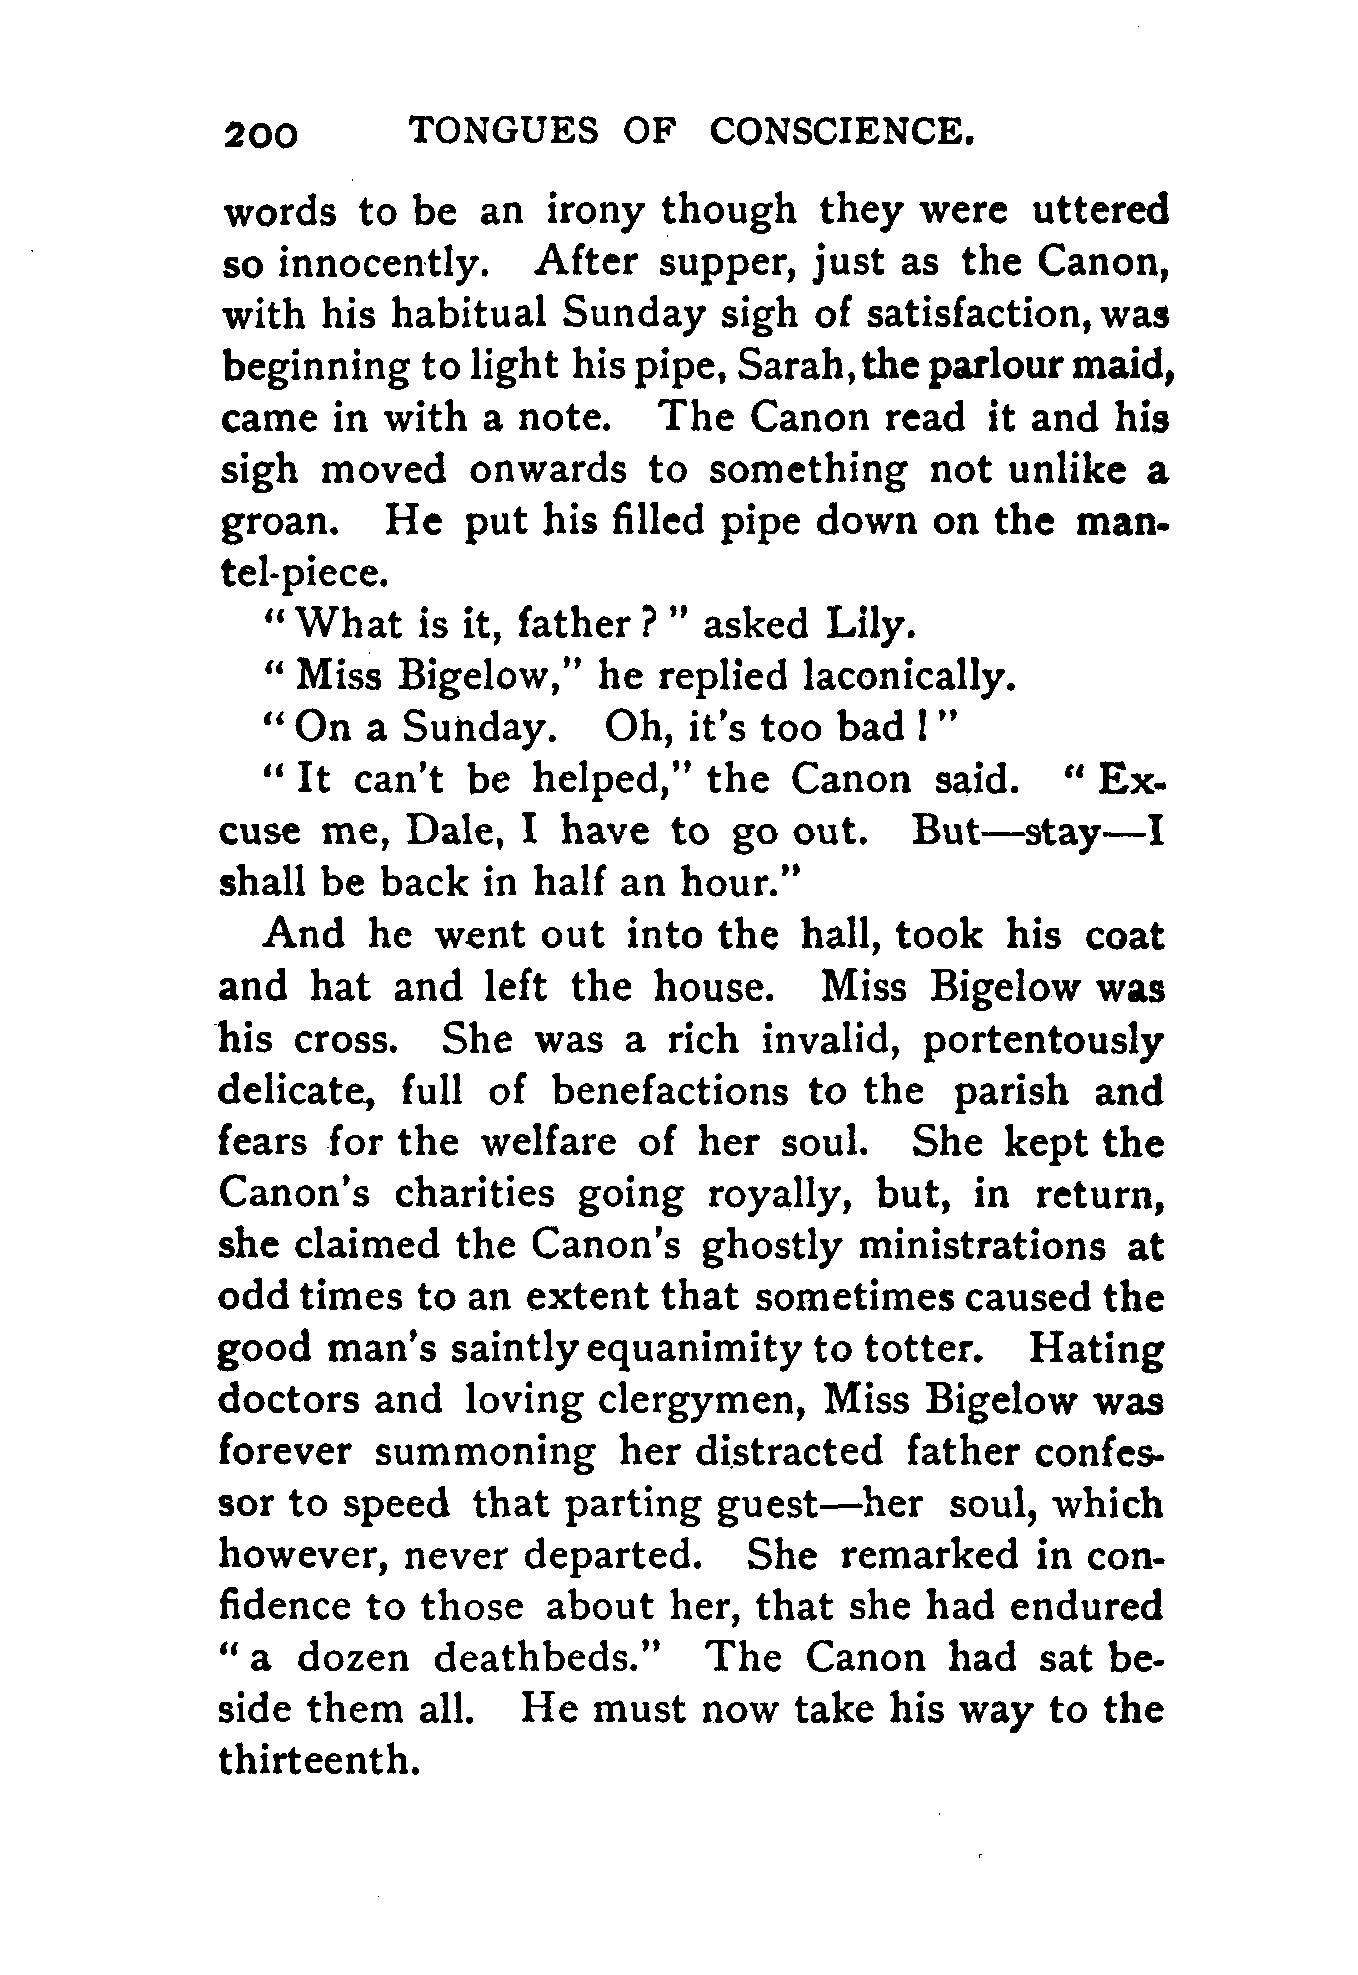 200 TONGUES OF CONSCIENCE.
words to be an irony though they were uttered
so innocently. After supper, just as the Canon,
with his habitual Sunday sigh of satisfaction, was
beginning to light his pipe, Sarah, the parlour maid,
came in with a note. The Canon read it and his
sigh moved onwards to something not unlike a
groan. He put his filled pipe down on the man-
tel-piece.
"What is it, father?" asked Lily.
"Miss Bigelow," he replied laconically.
"On a Sunday. Oh, it's too bad!"
"It can't be helped," the Canon said. "Ex-
cuse me, Dale, I have to go out. But—stay—I
shall be back in half an hour."
And he went out into the hall, took his coat
and hat and left the house. Miss Bigelow was
his cross. She was a rich invalid, portentously
delicate, full of benefactions to the parish and
fears for the welfare of her soul. She kept the
Canon's charities going royally, but, in return,
she claimed the Canon's ghostly ministrations at
odd times to an extent that sometimes caused the
good man's saintly equanimity to totter. Hating
doctors and loving clergymen, Miss Bigelow was
forever summoning her distracted father confes-
sor to speed that parting guest—her soul, which
however, never departed. She remarked in con-
fidence to those about her, that she had endured
"a dozen deathbeds." The Canon had sat be-
side them all. He must now take his way to the
thirteenth.